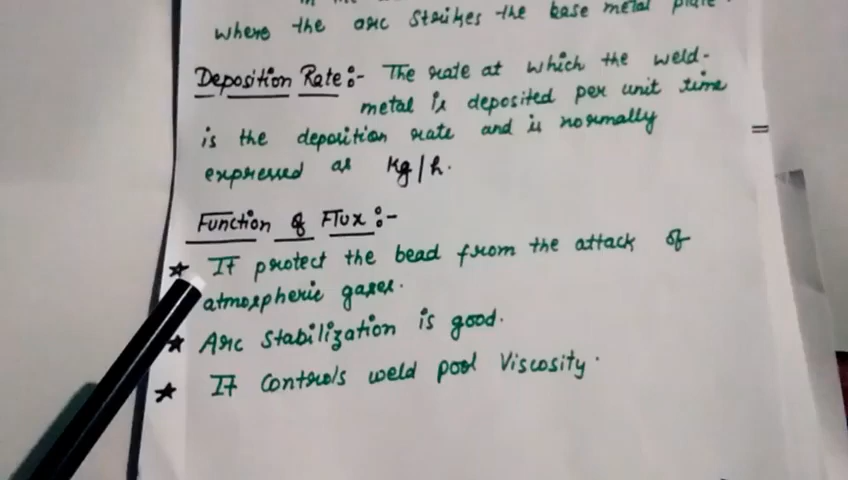 where the arc strikes the base metal plate
Deposition Rate:- The rate at which the weld-
metal is deposited per unit time
is the deposition rate and is normally
expressed as Kg/h.
Function of Flux:-
* It protect the bead from the attack of
atmospheric gases.
* Arc Stabilization is good.
* It Controls weld pool Viscosity.